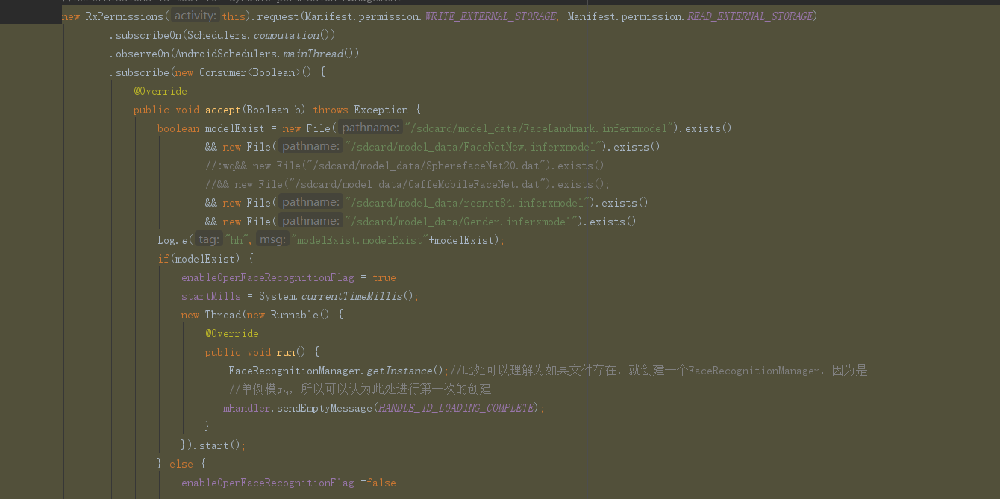 //RxPermissions is tool for dynamic permission management
new RxPermissions( activity: this).request(Manifest.permission.WRITE_EXTERNAL_STORAGE, Manifest.permission.READ_EXTERNAL_STORAGE)
.subscribeOn(Schedulers.computation())
.observeOn(AndroidSchedulers.mainThread())
.subscribe(new Consumer<Boolean>() {
@Override
public void accept(Boolean b) throws Exception {
boolean modelExist = new File( pathname: "/sdcard/model_data/FaceLandmark.inferxmodel").exists()
&& new File( pathname: "/sdcard/model_data/FaceNetNew.inferxmodel").exists()
//:wq&& new File("/sdcard/model_data/SpherefaceNet20.dat").exists()
//&& new File("/sdcard/model_data/CaffeMobileFaceNet.dat").exists();
&& new File( pathname: "/sdcard/model_data/resnet84.inferxmodel").exists()
&& new File( pathname: "/sdcard/model_data/Gender.inferxmodel").exists();
Log.e( tag: "hh", msg: "modelExist.modelExist"+modelExist);
if(modelExist) {
enableOpenFaceRecognitionFlag = true;
startMills = System.currentTimeMillis();
new Thread(new Runnable() {
@Override
public void run() {
FaceRecognitionManager.getInstance();//此处可以理解为如果文件存在，就创建一个FaceRecognitionManager，因为是
//单例模式，所以可以认为此处进行第一次的创建
mHandler.sendEmptyMessage(HANDLE_ID_LOADING_COMPLETE);
}
}).start();
} else {
enableOpenFaceRecognitionFlag =false;